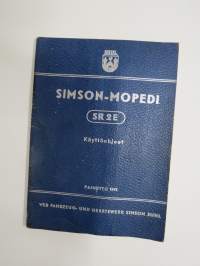 SIMSON-MOPEDI
SR 2E
Käyttöohjeet
VEB FAHRZEUG- UND GERÄTEWERK SIMSON SUHL